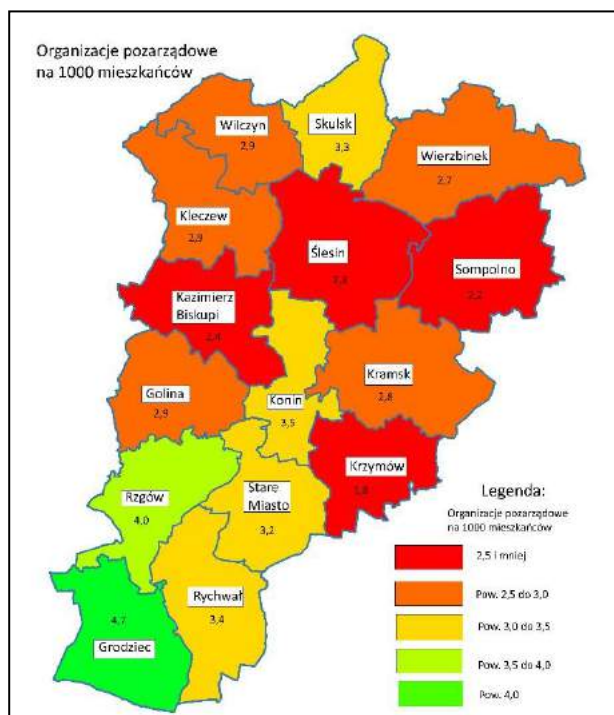 Organizacje pozarządowe
na 1000 mieszkańców
Wilczyn
2,9
Skulsk
3,3
Wierzbinek
2,7
Kleczew
2,9
Ślesin
Sompolno
2,2
Kazimierz
Biskupi
2,4
Golina
2,9
Konin
3,5
Kramsk
2,8
Krzymów
Rzgów
4,0
Stare
Miasto
3,2
Rychwał
3,4
4,7
Grodziec
Legenda:
Organizacje pozarządowe
na 1000 mieszkańców
2,5 i mniej
Pow. 2,5 do 3,0
Pow. 3,0 do 3,5
Pow. 3,5 do 4,0
Pow. 4,0